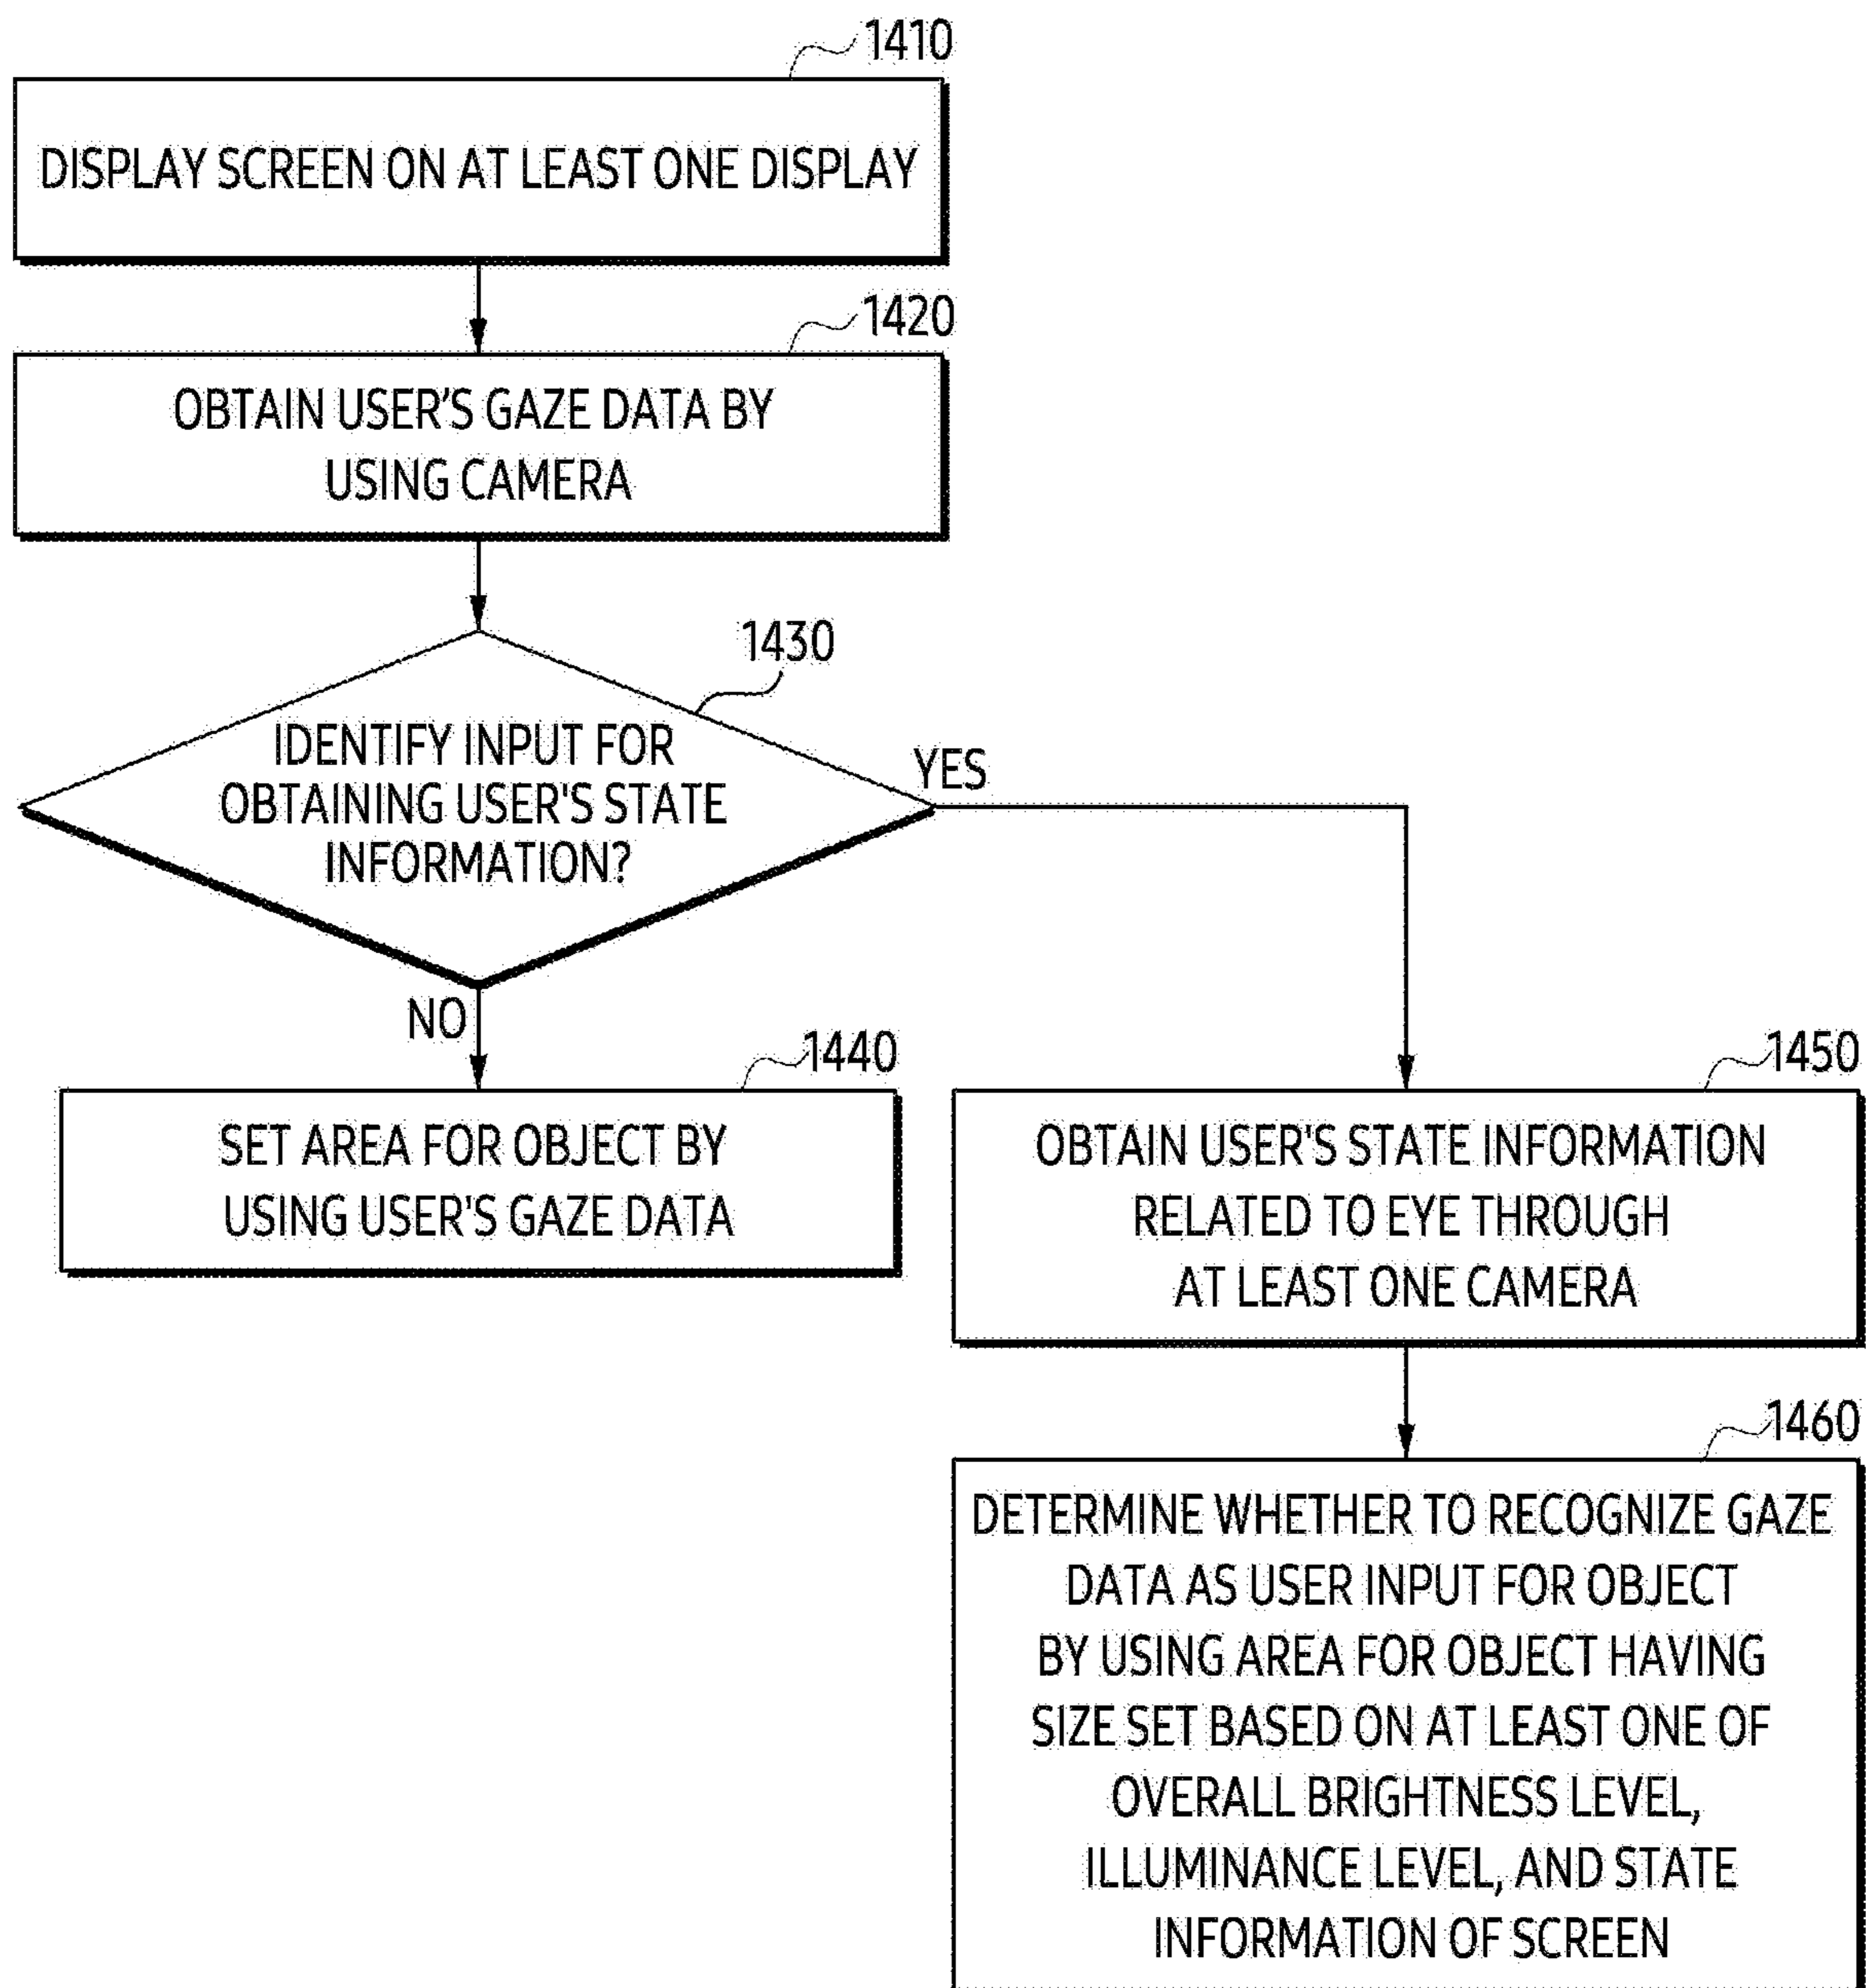 1410
DISPLAY SCREEN ON AT LEAST ONE DISPLAY
1420
OBTAIN USER'S GAZE DATA BY
USING CAMERA
1430
IDENTIFY INPUT FOR
OBTAINING USER'S STATE
INFORMATION?
YES
NO
1440
SET AREA FOR OBJECT BY
USING USER'S GAZE DATA
1450
OBTAIN USER'S STATE INFORMATION
RELATED TO EYE THROUGH
AT LEAST ONE CAMERA
1460
DETERMINE WHETHER TO RECOGNIZE GAZE
DATA AS USER INPUT FOR OBJECT
BY USING AREA FOR OBJECT HAVING
SIZE SET BASED ON AT LEAST ONE OF
OVERALL BRIGHTNESS LEVEL,
ILLUMINANCE LEVEL, AND STATE
INFORMATION OF SCREEN